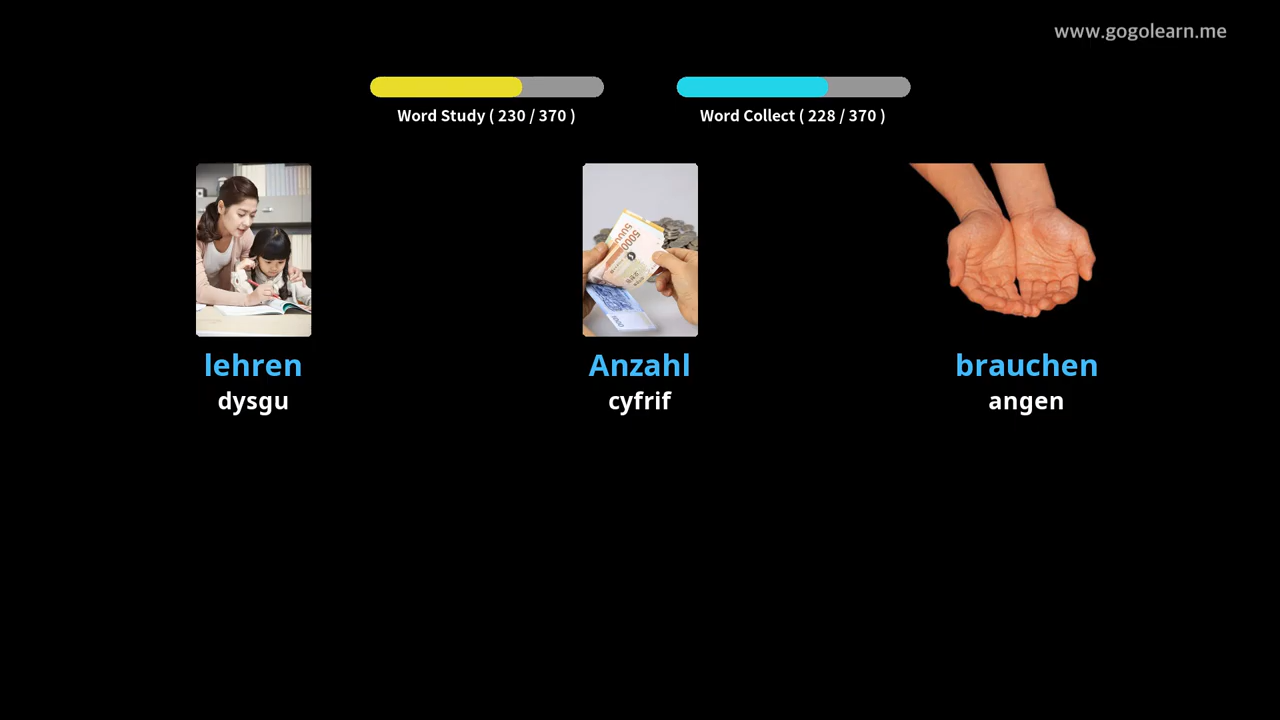 www.gogolearn.me
Word Study ( 230 / 370 )
Word Collect ( 228 / 370 )
lehren
dysgu
Anzahl
cyfrif
brauchen
angen